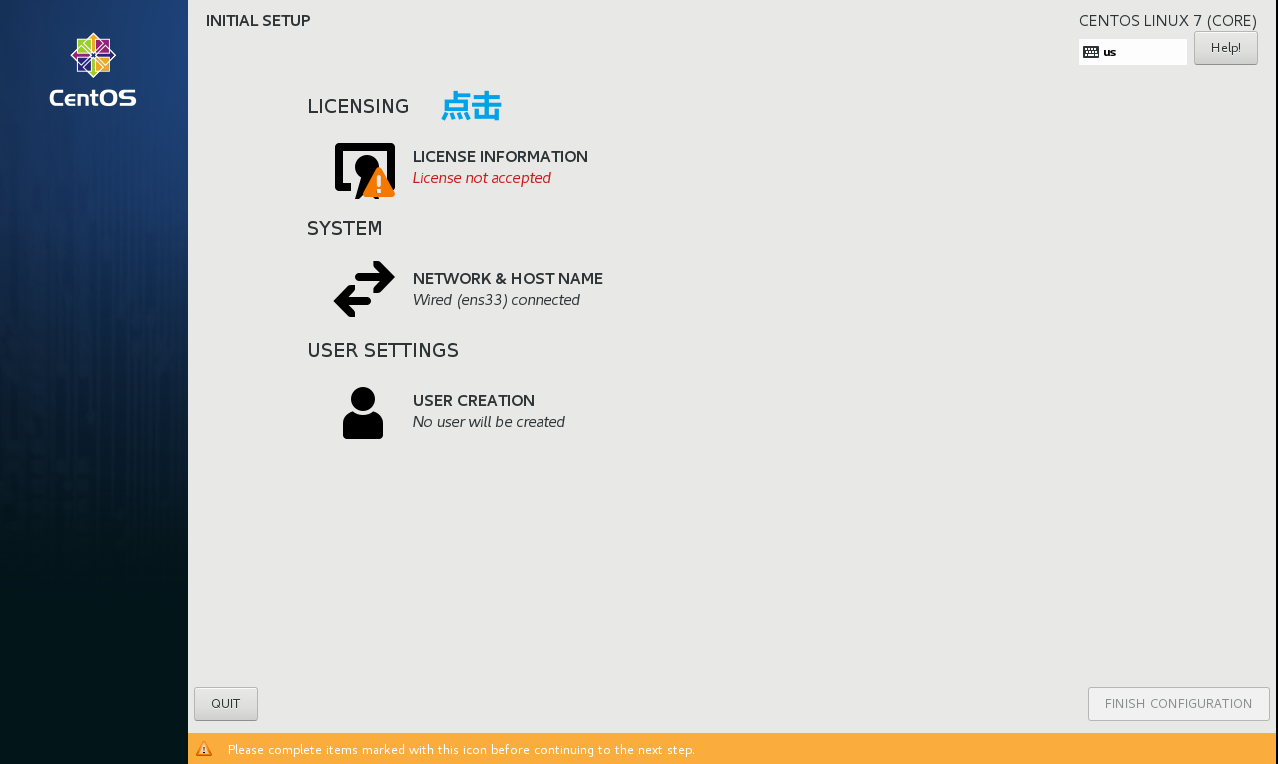 INITIAL SETUP
CENTOS LINUX 7 (CORE)
us
Help!
CentOS
LICENSING
点击
LICENSE INFORMATION
License not accepted
SYSTEM
NETWORK & HOST NAME
Wired (ens33) connected
USER SETTINGS
USER CREATION
No user will be created
QUIT
FINISH CONFIGURATION
Please complete items marked with this icon before continuing to the next step.